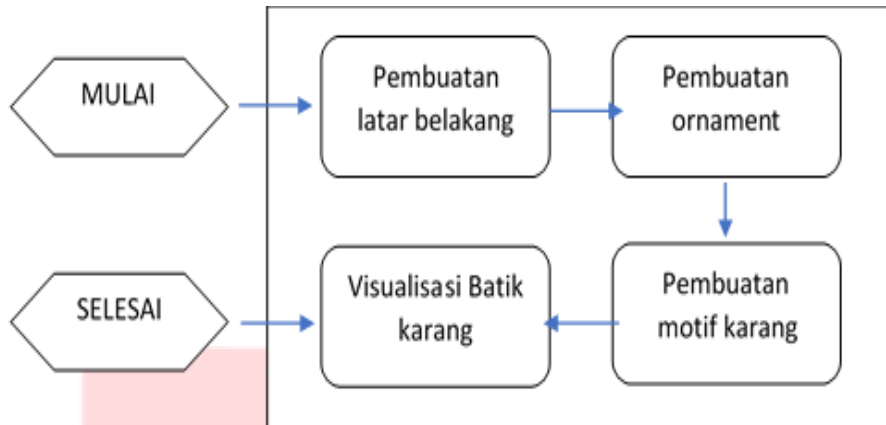 MULAI
Pembuatan
latar belakang
Pembuatan
ornament
SELESAI
Visualisasi Batik
karang
Pembuatan
motif karang